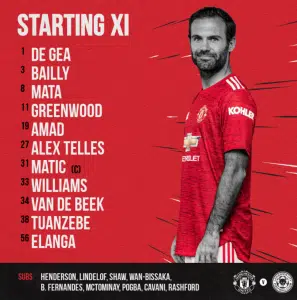 STARTING XI
1 DE GEA
3 BAILLY
8 MATA
11 GREENWOOD
19 AMAD
27 ALEX TELLES
31 MATIC (C)
33 WILLIAMS
34 VAN DE BEEK
38 TUANZEBE
56 ELANGA
KOHLER
CHEVROLET
SUBS HENDERSON, LINDELOF, SHAW, WAN-BISSAKA,
B. FERNANDES, MCTOMINAY, POGBA, CAVANI, RASHFORD
V